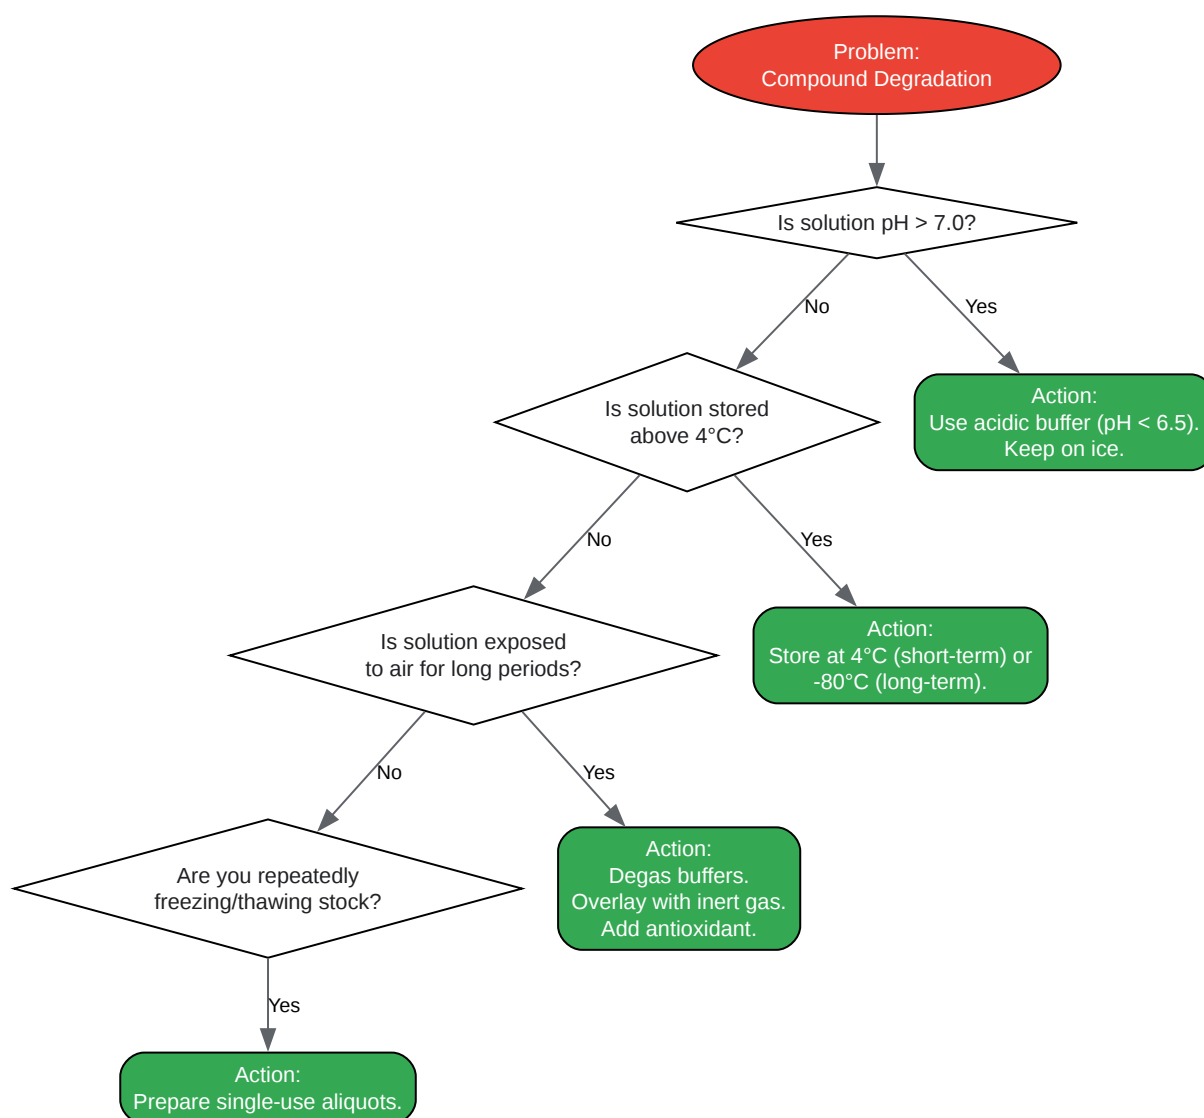 Problem:
Compound Degradation
Is solution pH > 7.0?
No
Yes
Is solution stored
above 4°C?
Action:
Use acidic buffer (pH < 6.5).
Keep on ice.
No
Yes
Is solution exposed
to air for long periods?
Action:
Store at 4°C (short-term) or
-80°C (long-term).
No
Yes
Are you repeatedly
freezing/thawing stock?
Action:
Degas buffers.
Overlay with inert gas.
Add antioxidant.
Yes
Action:
Prepare single-use aliquots.